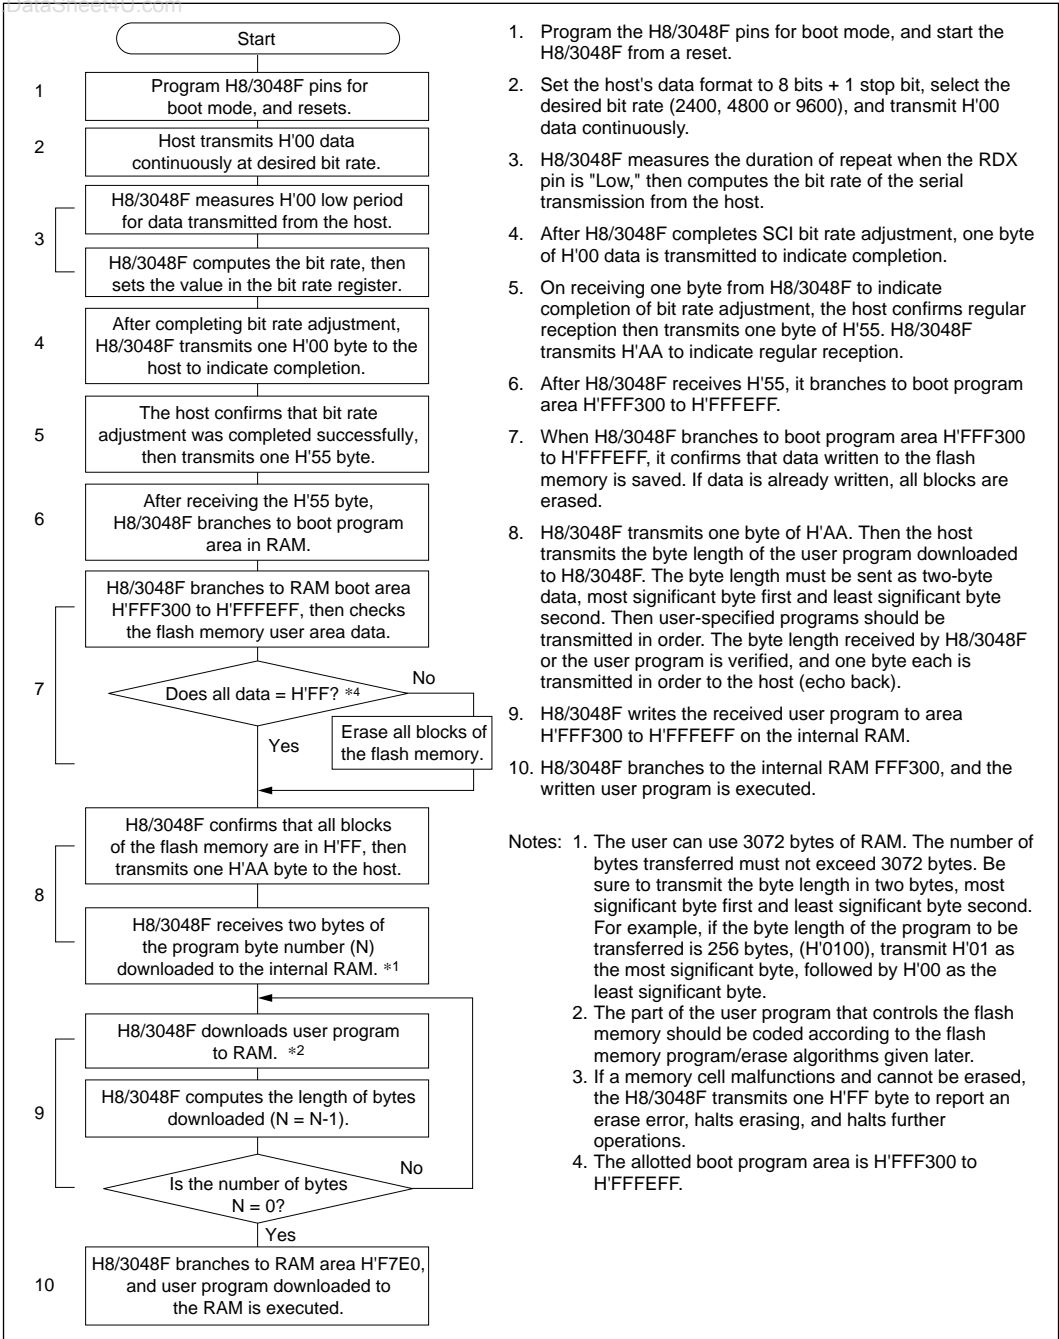 DataSheet4U.com
Start
1
Program H8/3048F pins for
boot mode, and resets.
2
Host transmits H'00 data
continuously at desired bit rate.
H8/3048F measures H'00 low period
for data transmitted from the host.
3
H8/3048F computes the bit rate, then
sets the value in the bit rate register.
4
After completing bit rate adjustment,
H8/3048F transmits one H'00 byte to the
host to indicate completion.
5
The host confirms that bit rate
adjustment was completed successfully,
then transmits one H'55 byte.
6
After receiving the H'55 byte,
H8/3048F branches to boot program
area in RAM.
H8/3048F branches to RAM boot area
H'FFF300 to H'FFFEFF, then checks
the flash memory user area data.
7
Does all data = H'FF? *4
No
Yes
Erase all blocks of
the flash memory.
H8/3048F confirms that all blocks
of the flash memory are in H'FF, then
transmits one H'AA byte to the host.
8
H8/3048F receives two bytes of
the program byte number (N)
downloaded to the internal RAM. *1
H8/3048F downloads user program
to RAM. *2
9
H8/3048F computes the length of bytes
downloaded (N = N-1).
Is the number of bytes
N = 0?
No
Yes
10
H8/3048F branches to RAM area H'F7E0,
and user program downloaded to
the RAM is executed.
1. Program the H8/3048F pins for boot mode, and start the
H8/3048F from a reset.
2. Set the host's data format to 8 bits + 1 stop bit, select the
desired bit rate (2400, 4800 or 9600), and transmit H'00
data continuously.
3. H8/3048F measures the duration of repeat when the RDX
pin is "Low," then computes the bit rate of the serial
transmission from the host.
4. After H8/3048F completes SCI bit rate adjustment, one byte
of H'00 data is transmitted to indicate completion.
5. On receiving one byte from H8/3048F to indicate
completion of bit rate adjustment, the host confirms regular
reception then transmits one byte of H'55. H8/3048F
transmits H'AA to indicate regular reception.
6. After H8/3048F receives H'55, it branches to boot program
area H'FFF300 to H'FFFEFF.
7. When H8/3048F branches to boot program area H'FFF300
to H'FFFEFF, it confirms that data written to the flash
memory is saved. If data is already written, all blocks are
erased.
8. H8/3048F transmits one byte of H'AA. Then the host
transmits the byte length of the user program downloaded
to H8/3048F. The byte length must be sent as two-byte
data, most significant byte first and least significant byte
second. Then user-specified programs should be
transmitted in order. The byte length received by H8/3048F
or the user program is verified, and one byte each is
transmitted in order to the host (echo back).
9. H8/3048F writes the received user program to area
H'FFF300 to H'FFFEFF on the internal RAM.
10. H8/3048F branches to the internal RAM FFF300, and the
written user program is executed.
Notes: 1. The user can use 3072 bytes of RAM. The number of
bytes transferred must not exceed 3072 bytes. Be
sure to transmit the byte length in two bytes, most
significant byte first and least significant byte second.
For example, if the byte length of the program to be
transferred is 256 bytes, (H'0100), transmit H'01 as
the most significant byte, followed by H'00 as the
least significant byte.
2. The part of the user program that controls the flash
memory should be coded according to the flash
memory program/erase algorithms given later.
3. If a memory cell malfunctions and cannot be erased,
the H8/3048F transmits one H'FF byte to report an
erase error, halts erasing, and halts further
operations.
4. The allotted boot program area is H'FFF300 to
H'FFFEFF.